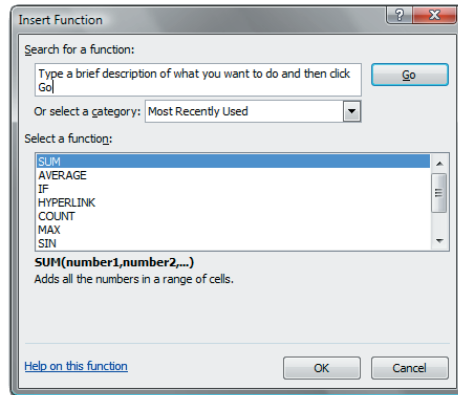 Insert Function
Search for a function:
Type a brief description of what you want to do and then click
Go
Go
Or select a category: Most Recently Used
Select a function:
SUM
AVERAGE
IF
HYPERLINK
COUNT
MAX
SIN
SUM(number1,number2,...)
Adds all the numbers in a range of cells.
Help on this function
OK
Cancel